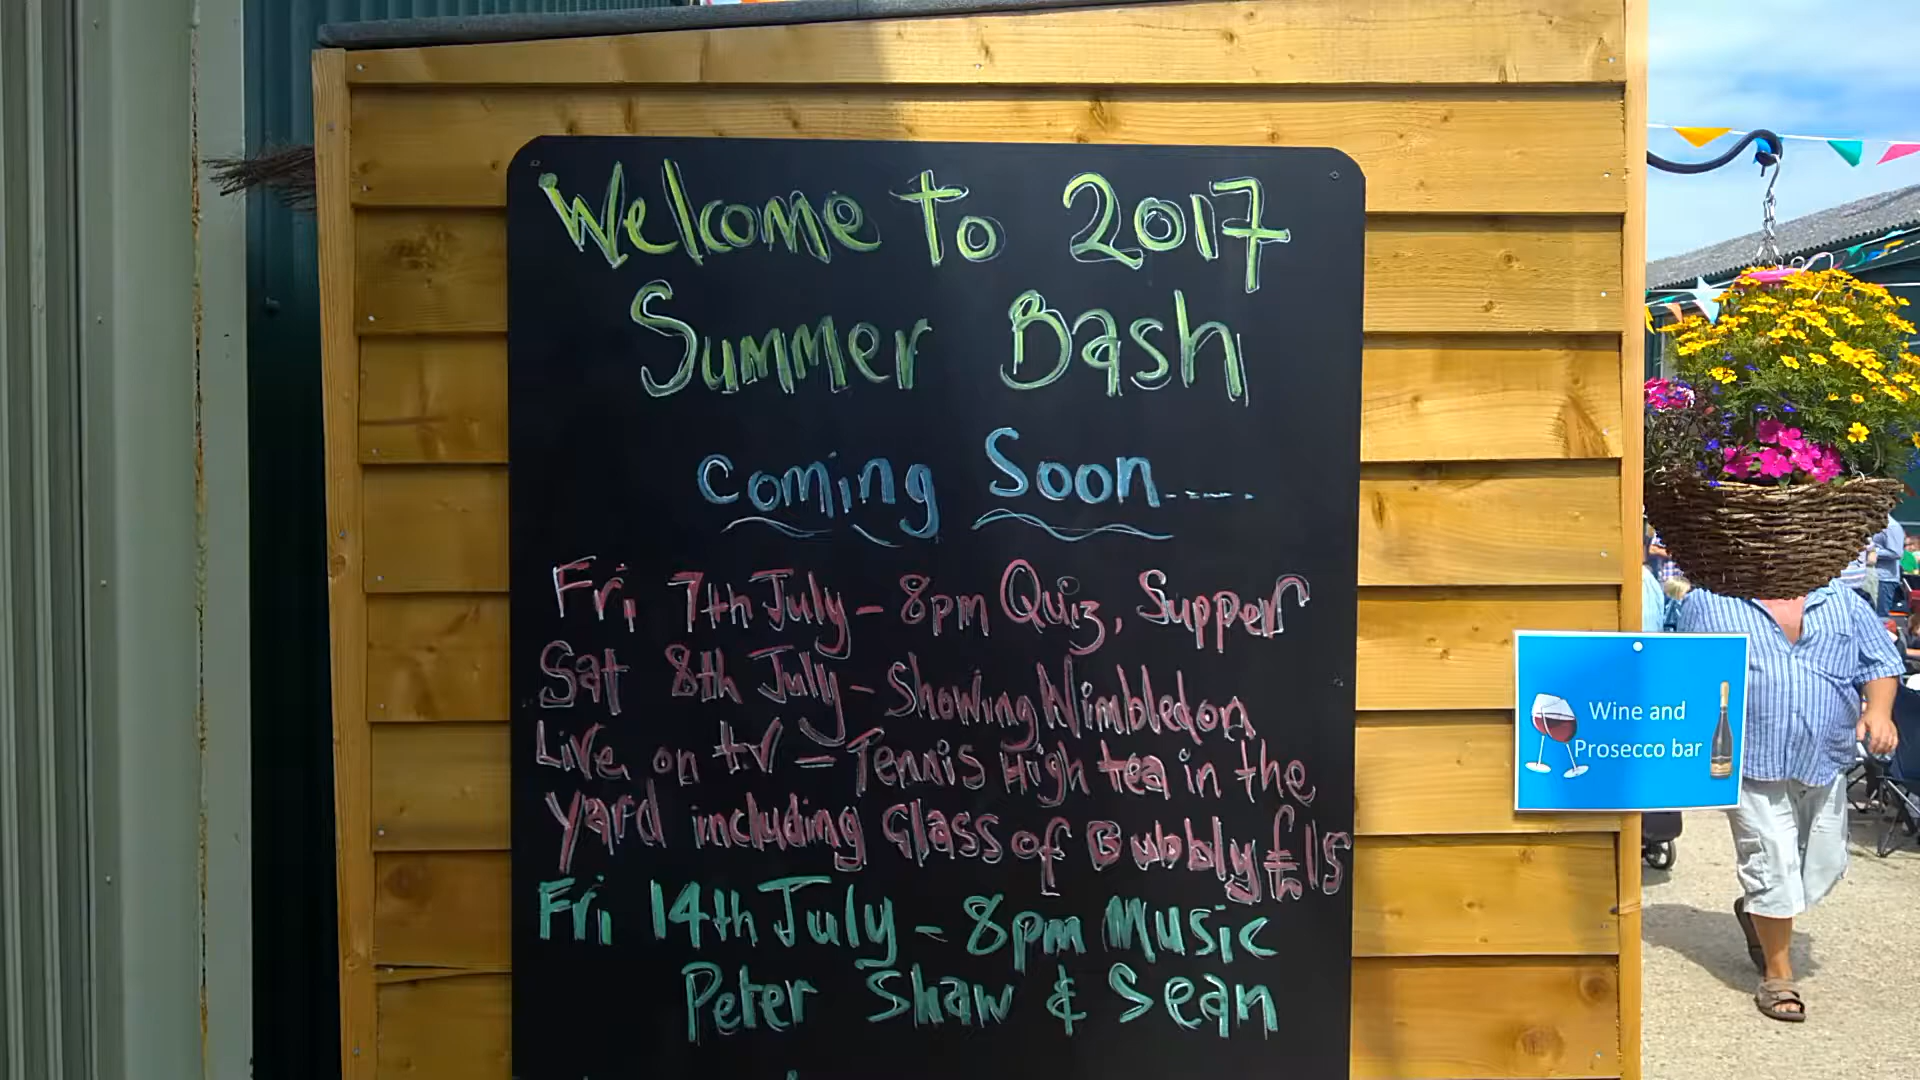 Welcome to 2017
Summer Bash
Coming Soon.....
Fri, 7th July - 8pm Quiz, Supper
Sat 8th July - Showing Wimbledon
Live on t.v - Tennis High tea in the
yard including Glass of Bubbly £15
Fri, 14th July - 8pm Music
Peter Shaw & Sean
Wine and
Prosecco bar